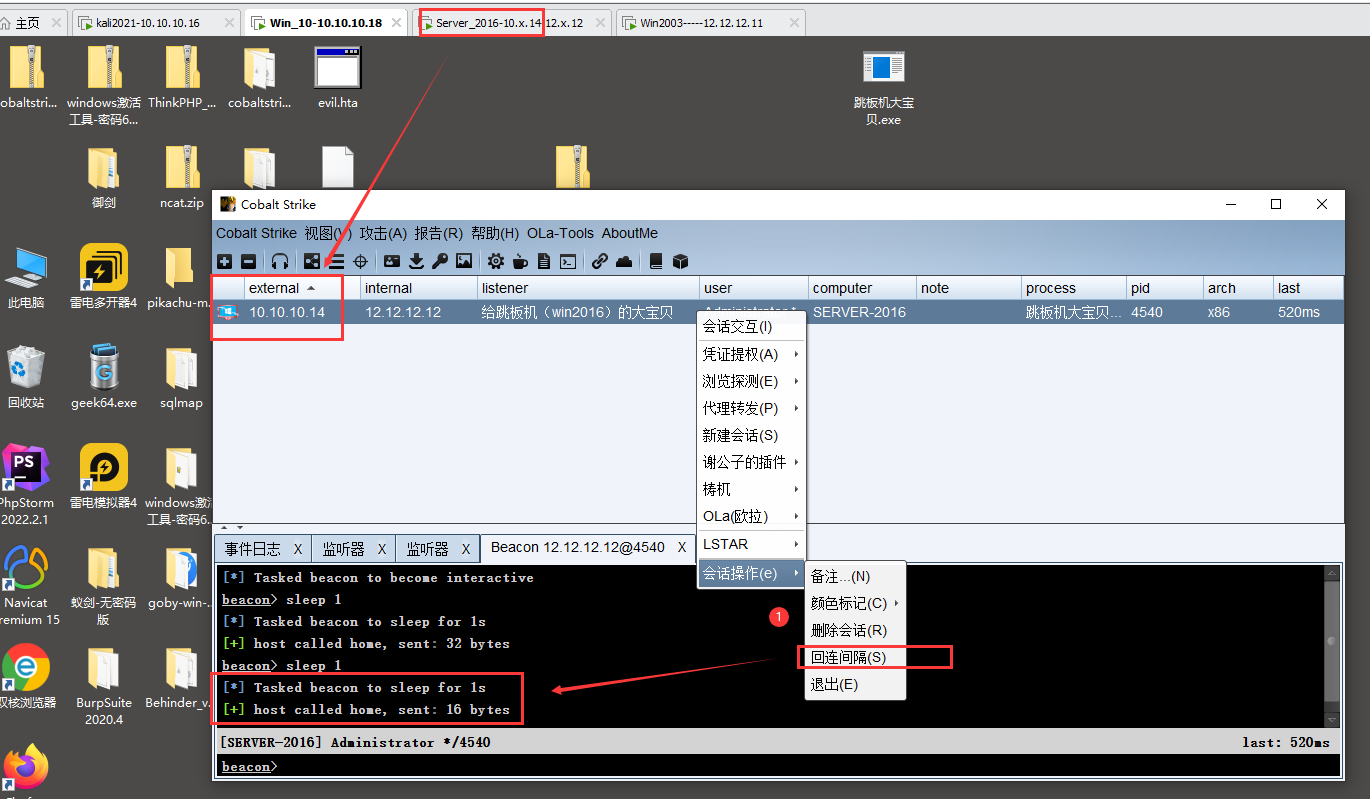 主页
kali2021-10.10.10.16
Win_10-10.10.10.18
Server_2016-10.x.14-12.x.12
Win2003-----12.12.12.11
obaltstri...
windows激活
工具-密码6...
ThinkPHP_...
cobaltstri...
evil.hta
跳板机大宝
贝.exe
御剑
ncat.zip
此电脑
雷电多开器4
pikachu-m...
回收站
geek64.exe
sqlmap
PhpStorm
2022.2.1
雷电模拟器4
windows激活
工具-密码6...
Navicat
remium 15
蚁剑-无密码
版
goby-win-...
双核浏览器
BurpSuite
2020.4
Behinder_v...
Cobalt Strike
Cobalt Strike 视图(V) 攻击(A) 报告(R) 帮助(H) OLa-Tools AboutMe
external internal listener user computer note process pid arch last
10.10.10.14 12.12.12.12 给跳板机（win2016）的大宝贝 Administrator * SERVER-2016 跳板机大宝贝... 4540 x86 520ms
会话交互(I)
凭证提权(A)
浏览探测(E)
代理转发(P)
新建会话(S)
谢公子的插件
梼杌
OLa(欧拉)
LSTAR
会话操作(e)
备注...(N)
颜色标记(C)
删除会话(R)
回连间隔(S)
退出(E)
1
事件日志 X
监听器 X
监听器 X
Beacon 12.12.12.12@4540 X
[*] Tasked beacon to become interactive
beacon> sleep 1
[*] Tasked beacon to sleep for 1s
[+] host called home, sent: 32 bytes
beacon> sleep 1
[*] Tasked beacon to sleep for 1s
[+] host called home, sent: 16 bytes
[SERVER-2016] Administrator */4540
last: 520ms
beacon>